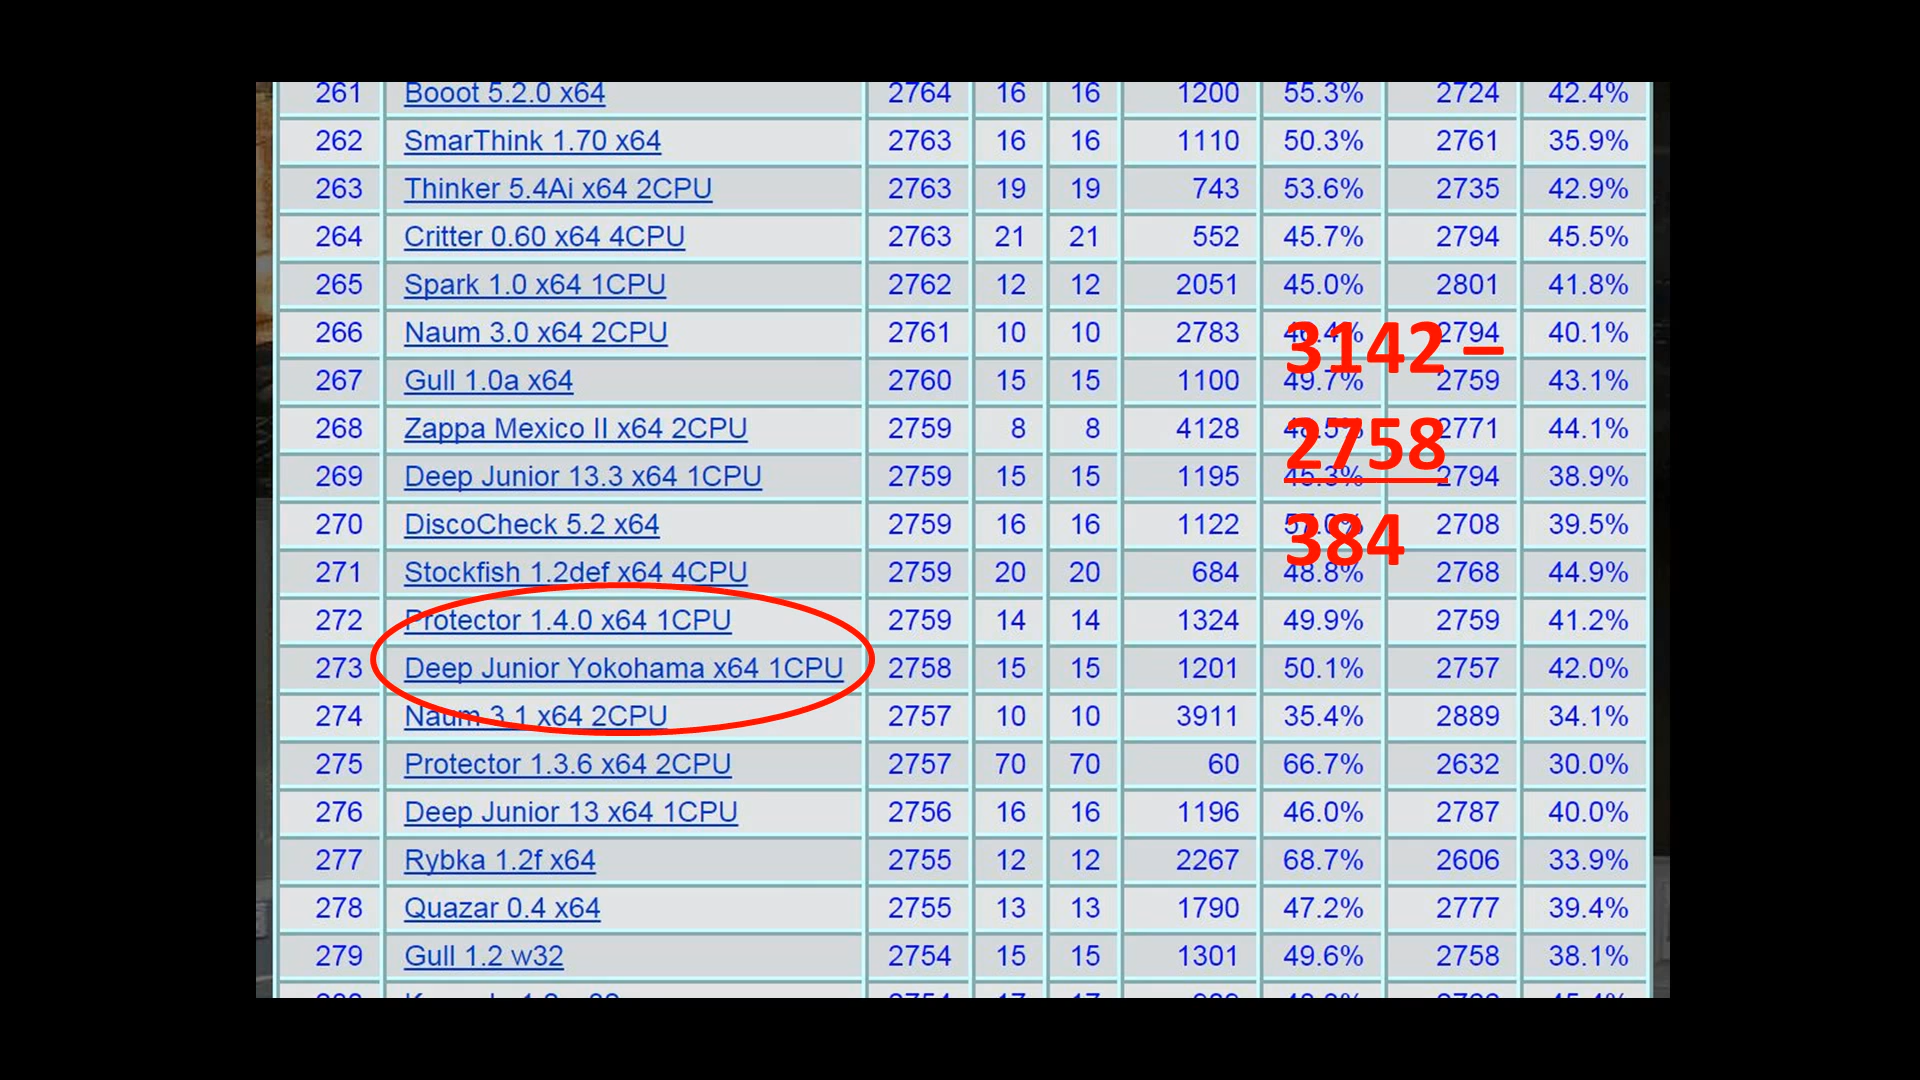 261 Booot 5.2.0 x64 2764 16 16 1200 55.3% 2724 42.4%
262 SmarThink 1.70 x64 2763 16 16 1110 50.3% 2761 35.9%
263 Thinker 5.4Ai x64 2CPU 2763 19 19 743 53.6% 2735 42.9%
264 Critter 0.60 x64 4CPU 2763 21 21 552 45.7% 2794 45.5%
265 Spark 1.0 x64 1CPU 2762 12 12 2051 45.0% 2801 41.8%
266 Naum 3.0 x64 2CPU 2761 10 10 2783 46.4% 2794 40.1%
3142 –
267 Gull 1.0a x64 2760 15 15 1100 49.7% 2759 43.1%
268 Zappa Mexico II x64 2CPU 2759 8 8 4128 48.5% 2771 44.1%
2758
269 Deep Junior 13.3 x64 1CPU 2759 15 15 1195 45.3% 2794 38.9%
270 DiscoCheck 5.2 x64 2759 16 16 1122 57.0% 2708 39.5%
384
271 Stockfish 1.2def x64 4CPU 2759 20 20 684 48.8% 2768 44.9%
272 Protector 1.4.0 x64 1CPU 2759 14 14 1324 49.9% 2759 41.2%
273 Deep Junior Yokohama x64 1CPU 2758 15 15 1201 50.1% 2757 42.0%
274 Naum 3.1 x64 2CPU 2757 10 10 3911 35.4% 2889 34.1%
275 Protector 1.3.6 x64 2CPU 2757 70 70 60 66.7% 2632 30.0%
276 Deep Junior 13 x64 1CPU 2756 16 16 1196 46.0% 2787 40.0%
277 Rybka 1.2f x64 2755 12 12 2267 68.7% 2606 33.9%
278 Quazar 0.4 x64 2755 13 13 1790 47.2% 2777 39.4%
279 Gull 1.2 w32 2754 15 15 1301 49.6% 2758 38.1%